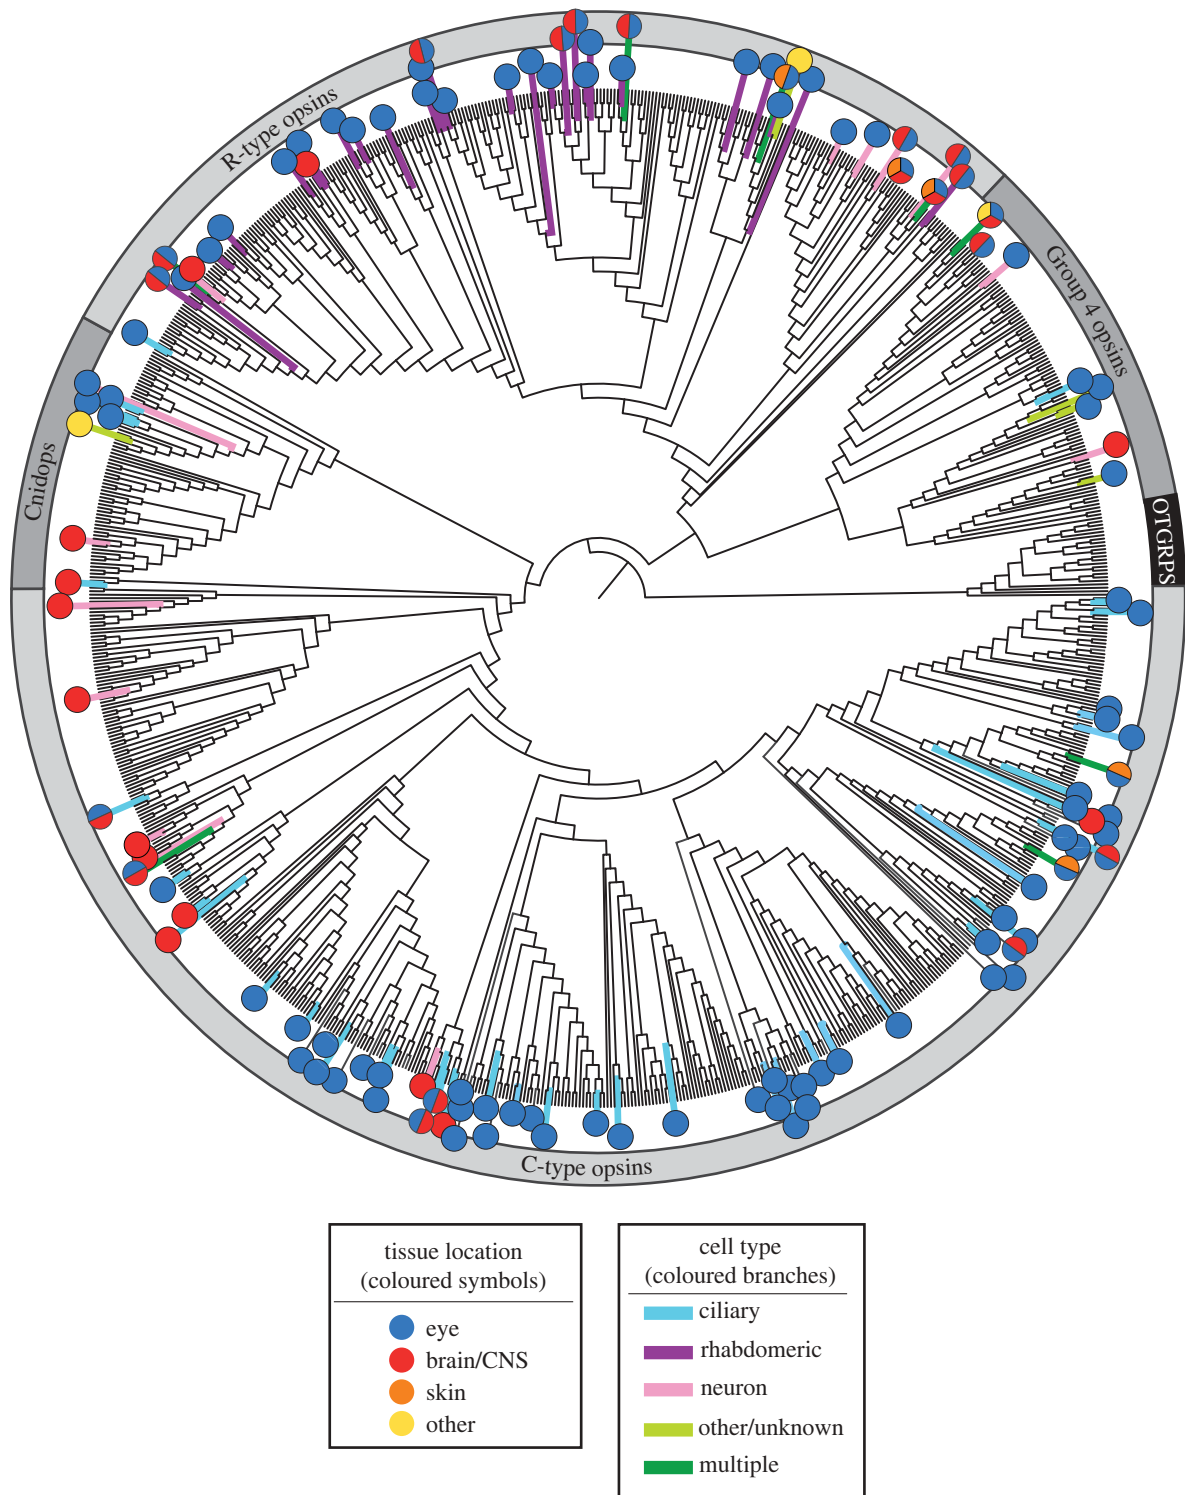 R-type opsins
Group 4 opsins
Cnidops
OTGRPS
C-type opsins
tissue location
(coloured symbols)
eye
brain/CNS
skin
other
cell type
(coloured branches)
ciliary
rhabdomeric
neuron
other/unknown
multiple